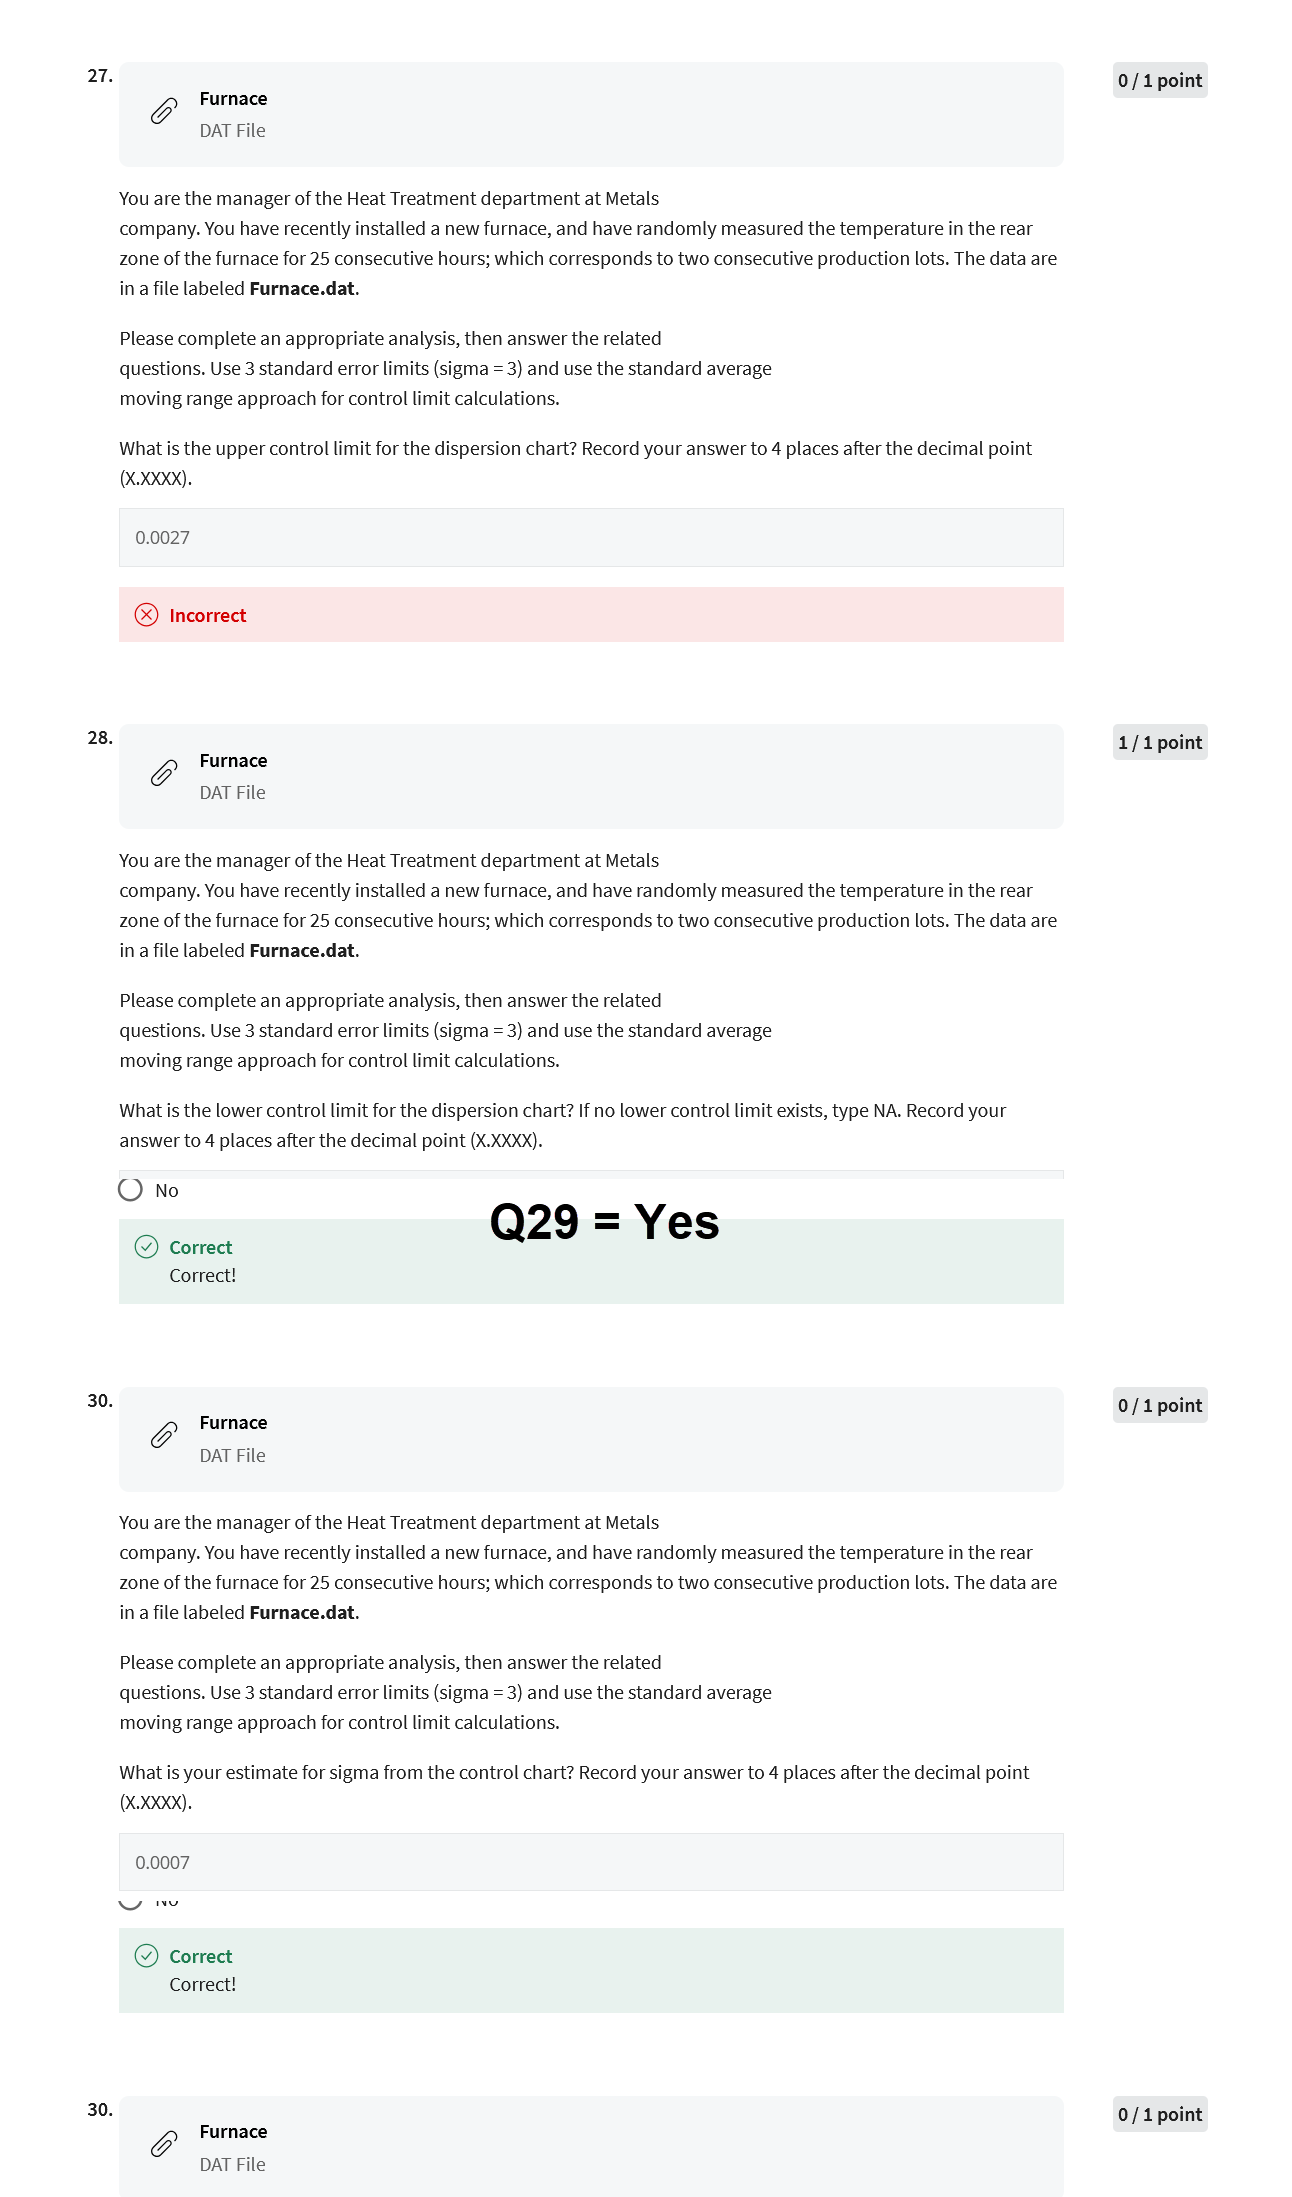 27.
Furnace
DAT File
0 / 1 point
You are the manager of the Heat Treatment department at Metals
company. You have recently installed a new furnace, and have randomly measured the temperature in the rear
zone of the furnace for 25 consecutive hours; which corresponds to two consecutive production lots. The data are
in a file labeled Furnace.dat.
Please complete an appropriate analysis, then answer the related
questions. Use 3 standard error limits (sigma = 3) and use the standard average
moving range approach for control limit calculations.
What is the upper control limit for the dispersion chart? Record your answer to 4 places after the decimal point
(X.XXXX).
0.0027
Incorrect
28.
Furnace
DAT File
1 / 1 point
You are the manager of the Heat Treatment department at Metals
company. You have recently installed a new furnace, and have randomly measured the temperature in the rear
zone of the furnace for 25 consecutive hours; which corresponds to two consecutive production lots. The data are
in a file labeled Furnace.dat.
Please complete an appropriate analysis, then answer the related
questions. Use 3 standard error limits (sigma = 3) and use the standard average
moving range approach for control limit calculations.
What is the lower control limit for the dispersion chart? If no lower control limit exists, type NA. Record your
answer to 4 places after the decimal point (X.XXXX).
No
Q29 = Yes
Correct
Correct!
30.
Furnace
DAT File
0 / 1 point
You are the manager of the Heat Treatment department at Metals
company. You have recently installed a new furnace, and have randomly measured the temperature in the rear
zone of the furnace for 25 consecutive hours; which corresponds to two consecutive production lots. The data are
in a file labeled Furnace.dat.
Please complete an appropriate analysis, then answer the related
questions. Use 3 standard error limits (sigma = 3) and use the standard average
moving range approach for control limit calculations.
What is your estimate for sigma from the control chart? Record your answer to 4 places after the decimal point
(X.XXXX).
0.0007
No
Correct
Correct!
30.
Furnace
DAT File
0 / 1 point